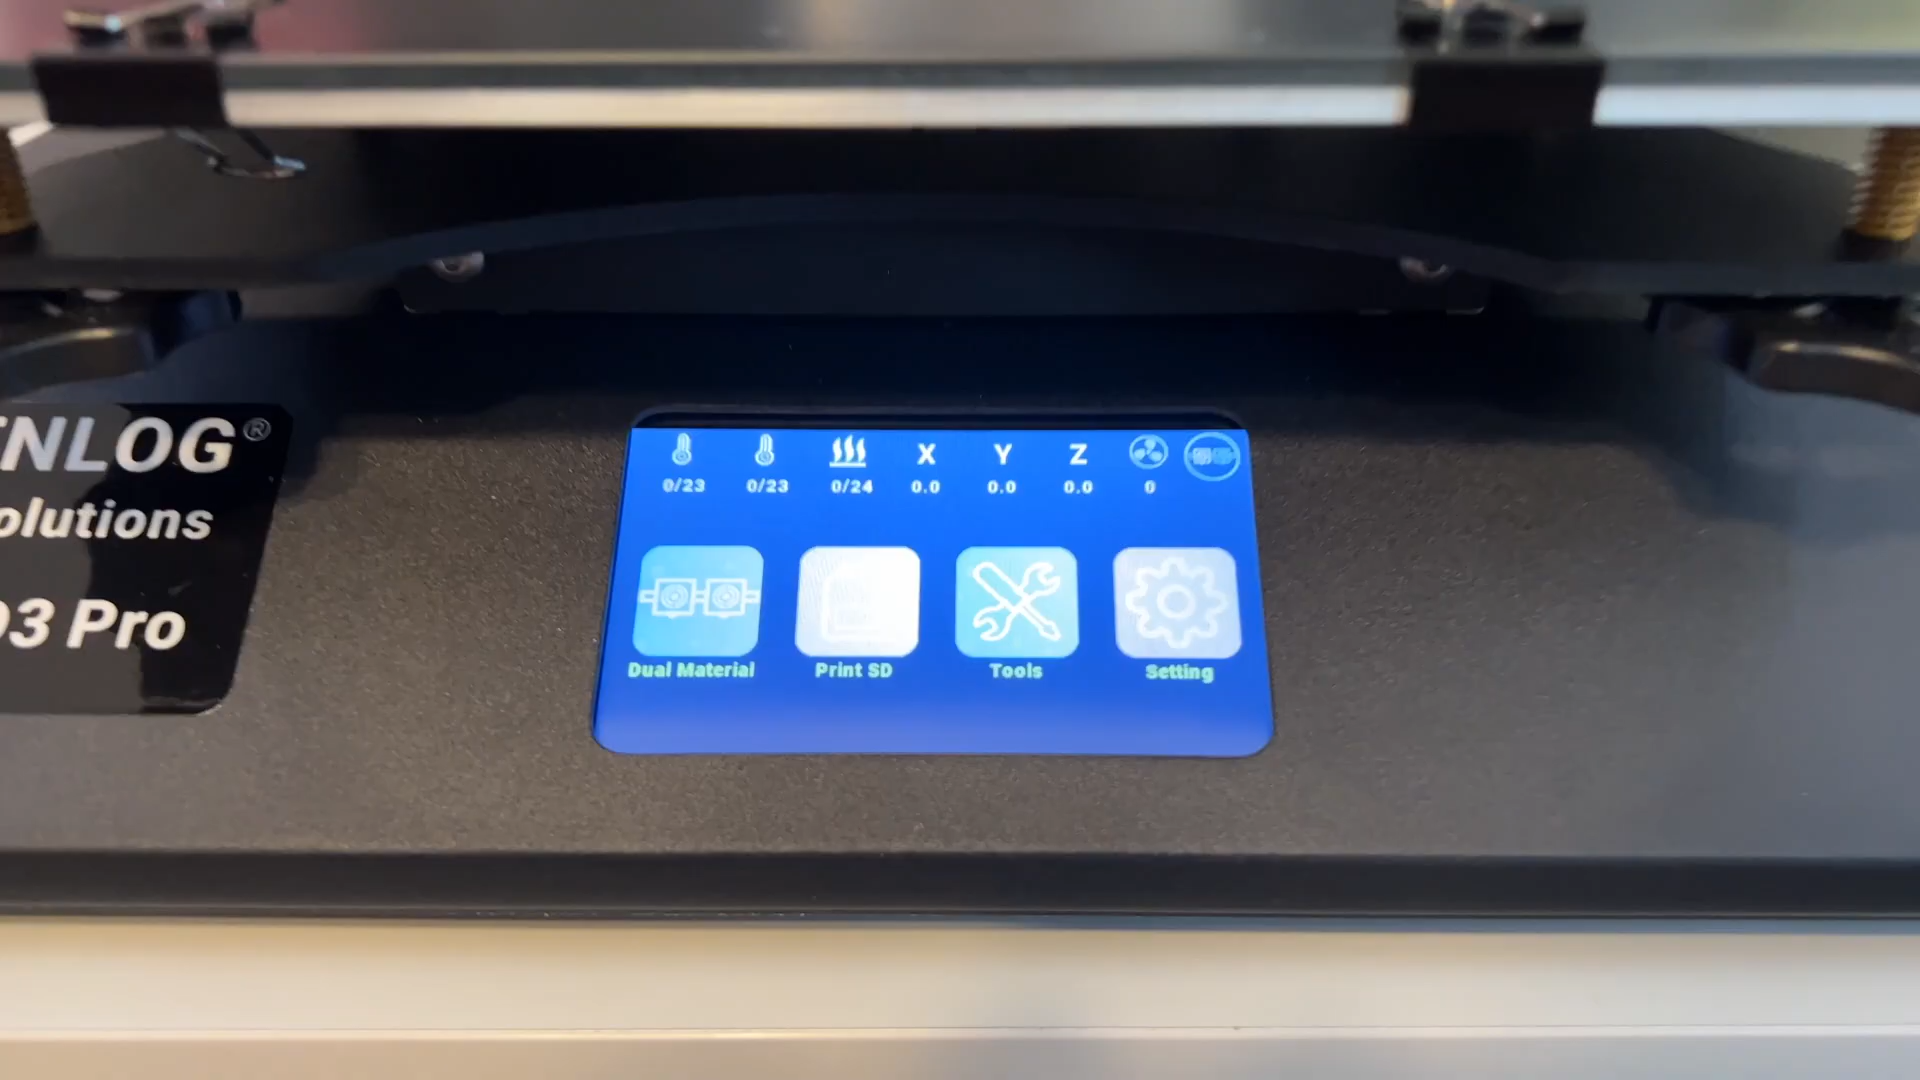 NLOG®
olutions
3 Pro
X Y Z
0/23 0/23 0/24 0.0 0.0 0.0 0
Dual Material Print SD Tools Setting